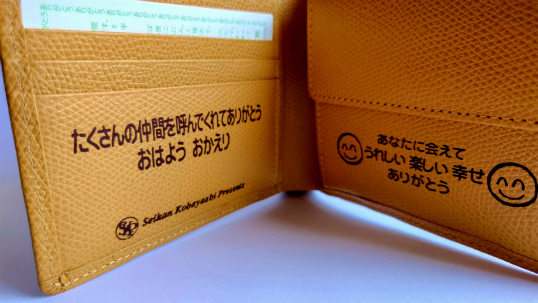 たくさんの仲間を呼んでくれてありがとう
おはよう おかえり
Seikan Kobayashi Presents
あなたに会えて
うれしい 楽しい 幸せ
ありがとう